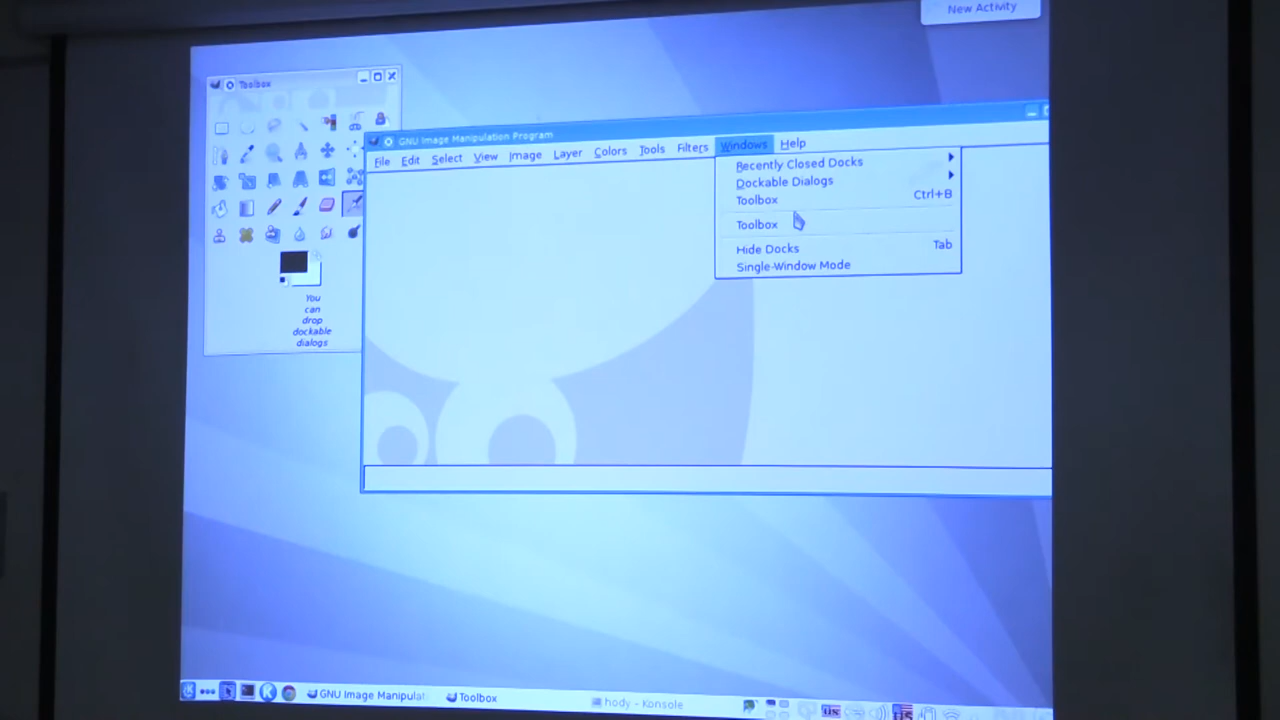 New Activity
Toolbox
GNU Image Manipulation Program
File Edit Select View Image Layer Colors Tools Filters Windows Help
Recently Closed Docks
Dockable Dialogs
Toolbox Ctrl+B
Toolbox
Hide Docks Tab
Single-Window Mode
You
can
drop
dockable
dialogs
GNU Image Manipulat Toolbox hody - Konsole us US